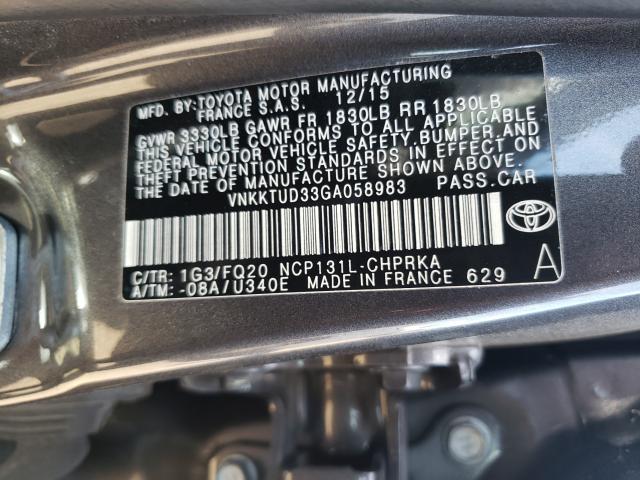 MFD. BY:TOYOTA MOTOR MANUFACTURING
FRANCE S.A.S. 12/15
GVWR 3330LB GAWR FR 1830LB RR 1830LB
THIS VEHICLE CONFORMS TO ALL APPLICABLE
FEDERAL MOTOR VEHICLE SAFETY, BUMPER, AND
THEFT PREVENTION STANDARDS IN EFFECT ON
THE DATE OF MANUFACTURE SHOWN ABOVE.
VNKKTUD33GA058983 PASS.CAR
C/TR: 1G3/FQ20 NCP131L-CHPRKA
A/TM: -08A/U340E MADE IN FRANCE 629
A